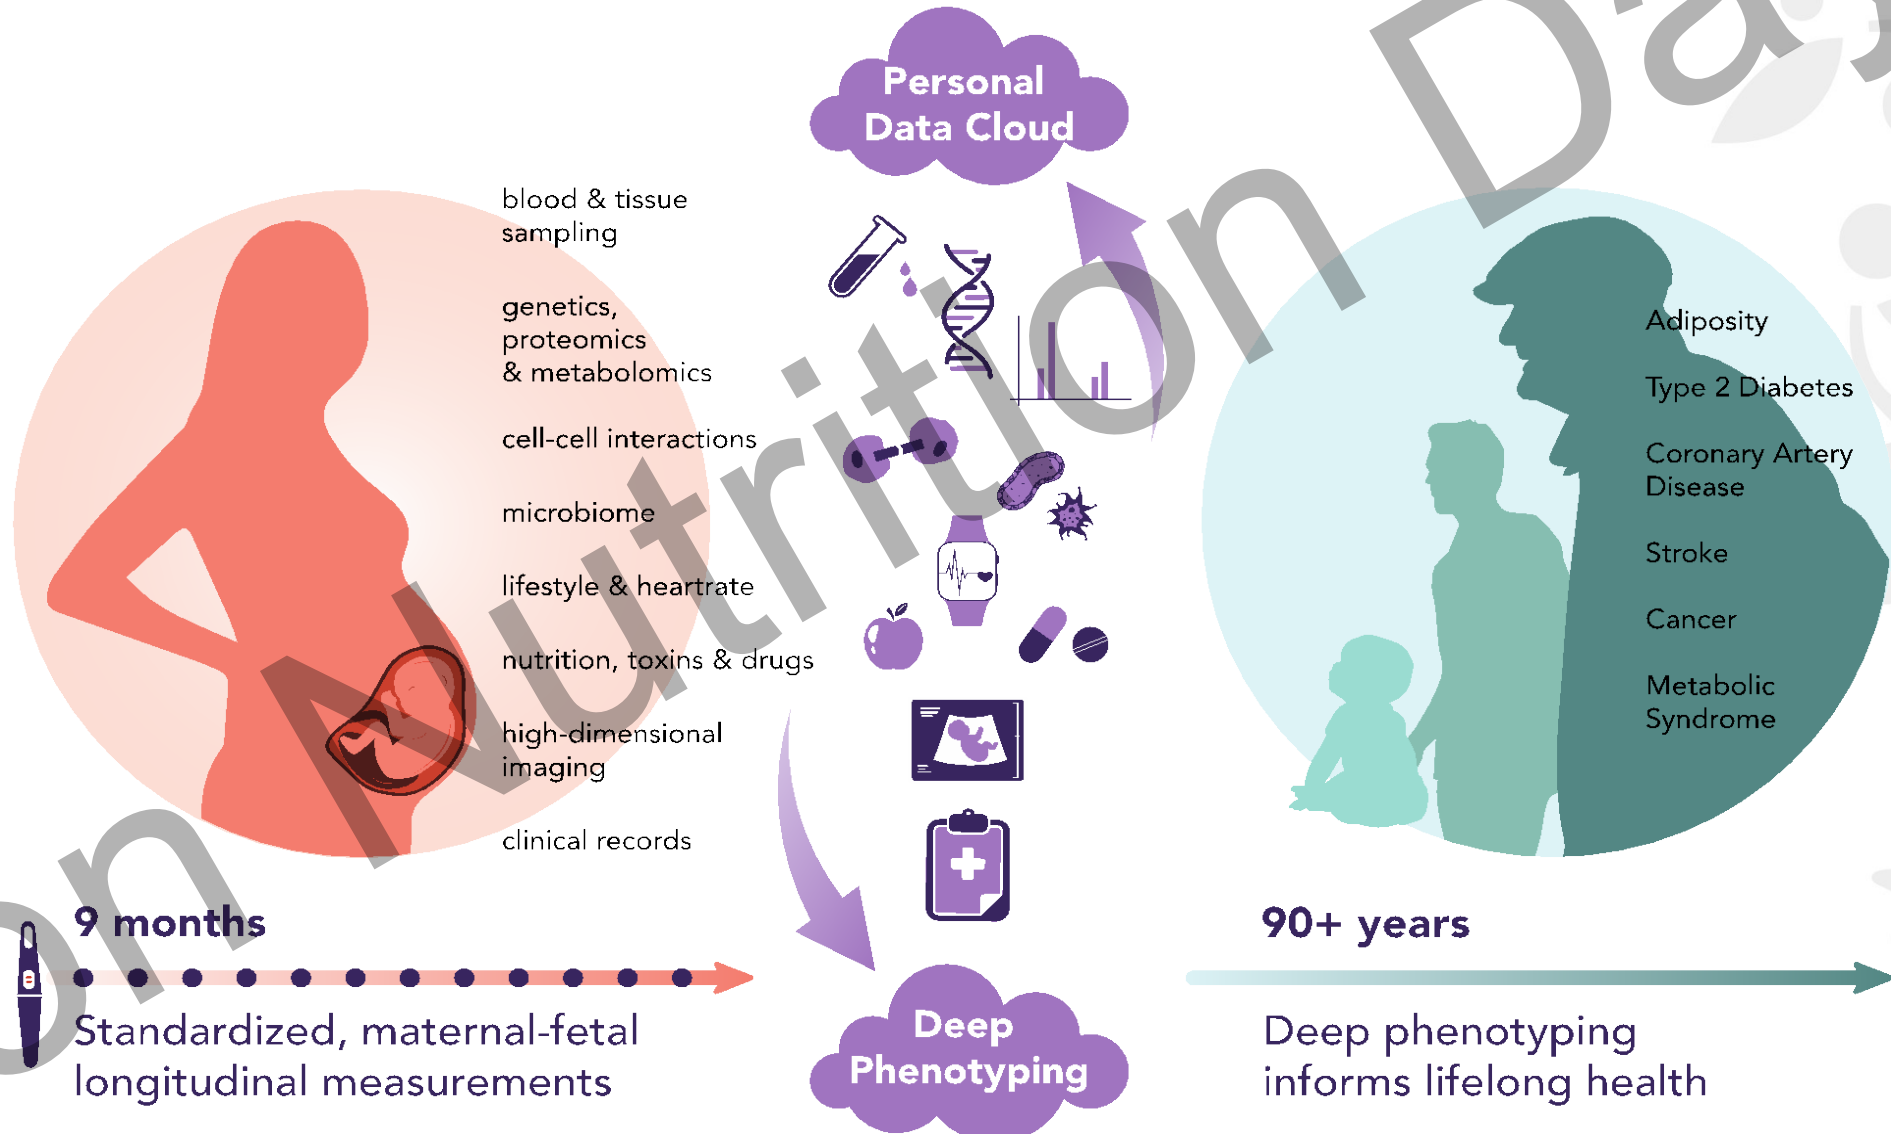 Personal
Data Cloud
blood & tissue
sampling
genetics,
proteomics
& metabolomics
cell-cell interactions
microbiome
lifestyle & heartrate
nutrition, toxins & drugs
high-dimensional
imaging
clinical records
Adiposity
Type 2 Diabetes
Coronary Artery
Disease
Stroke
Cancer
Metabolic
Syndrome
9 months
Standardized, maternal-fetal
longitudinal measurements
Deep
Phenotyping
90+ years
Deep phenotyping
informs lifelong health
on Nutrition Day